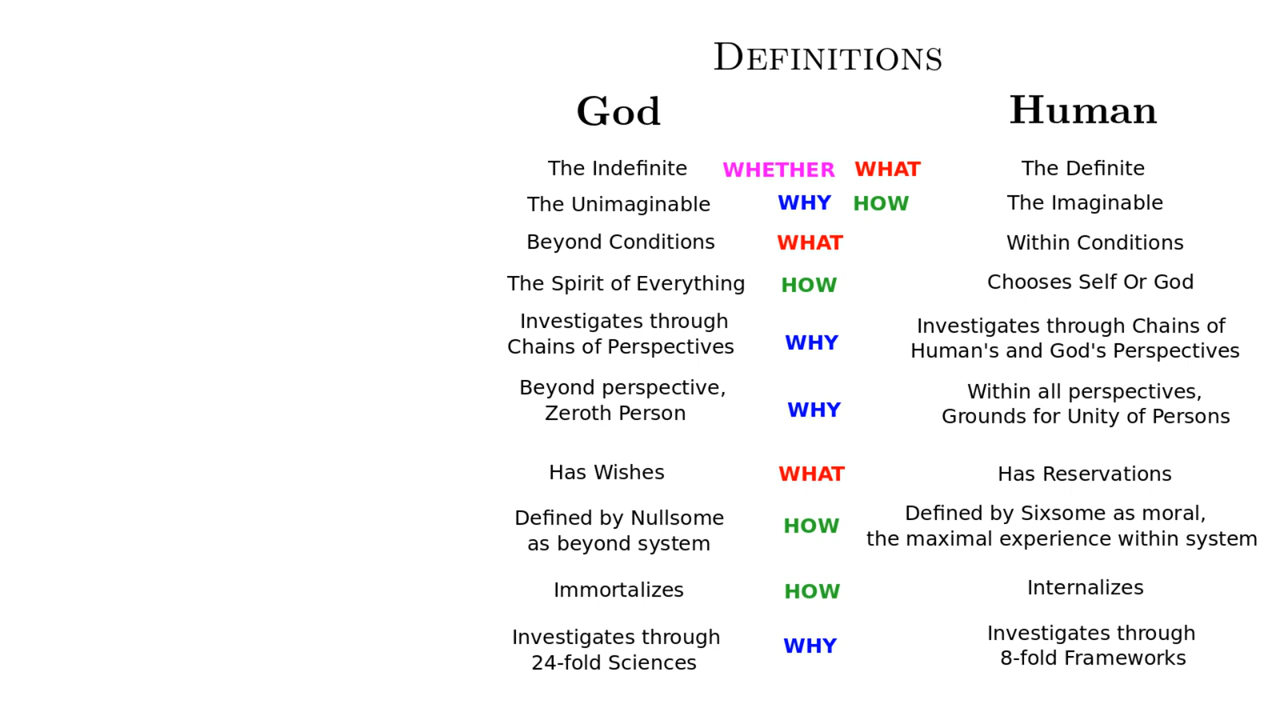 DEFINITIONS
God Human
The Indefinite WHETHER WHAT The Definite
The Unimaginable WHY HOW The Imaginable
Beyond Conditions WHAT Within Conditions
The Spirit of Everything HOW Chooses Self Or God
Investigates through
Chains of Perspectives
WHY
Investigates through Chains of
Human's and God's Perspectives
Beyond perspective,
Zeroth Person
WHY
Within all perspectives,
Grounds for Unity of Persons
Has Wishes WHAT Has Reservations
Defined by Nullsome
as beyond system
HOW
Defined by Sixsome as moral,
the maximal experience within system
Immortalizes HOW Internalizes
Investigates through
24-fold Sciences
WHY
Investigates through
8-fold Frameworks